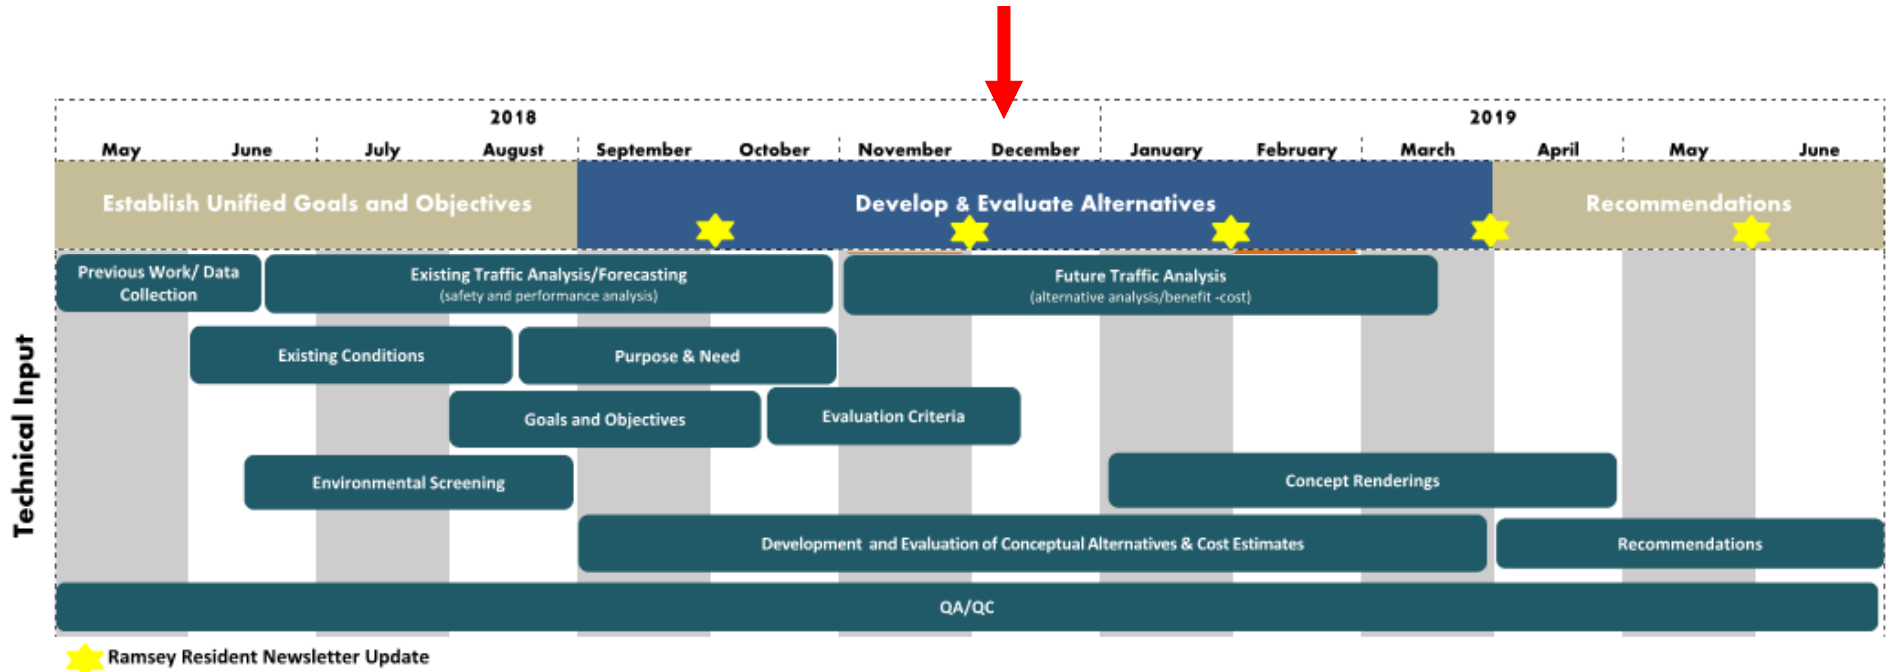 2018
2019
May
June
July
August
September
October
November
December
January
February
March
April
May
June
Establish Unified Goals and Objectives
Develop & Evaluate Alternatives
Recommendations
Technical Input
Previous Work/ Data
Collection
Existing Traffic Analysis/Forecasting
(safety and performance analysis)
Future Traffic Analysis
(alternative analysis/benefit -cost)
Existing Conditions
Purpose & Need
Goals and Objectives
Evaluation Criteria
Environmental Screening
Concept Renderings
Development and Evaluation of Conceptual Alternatives & Cost Estimates
Recommendations
QA/QC
Ramsey Resident Newsletter Update